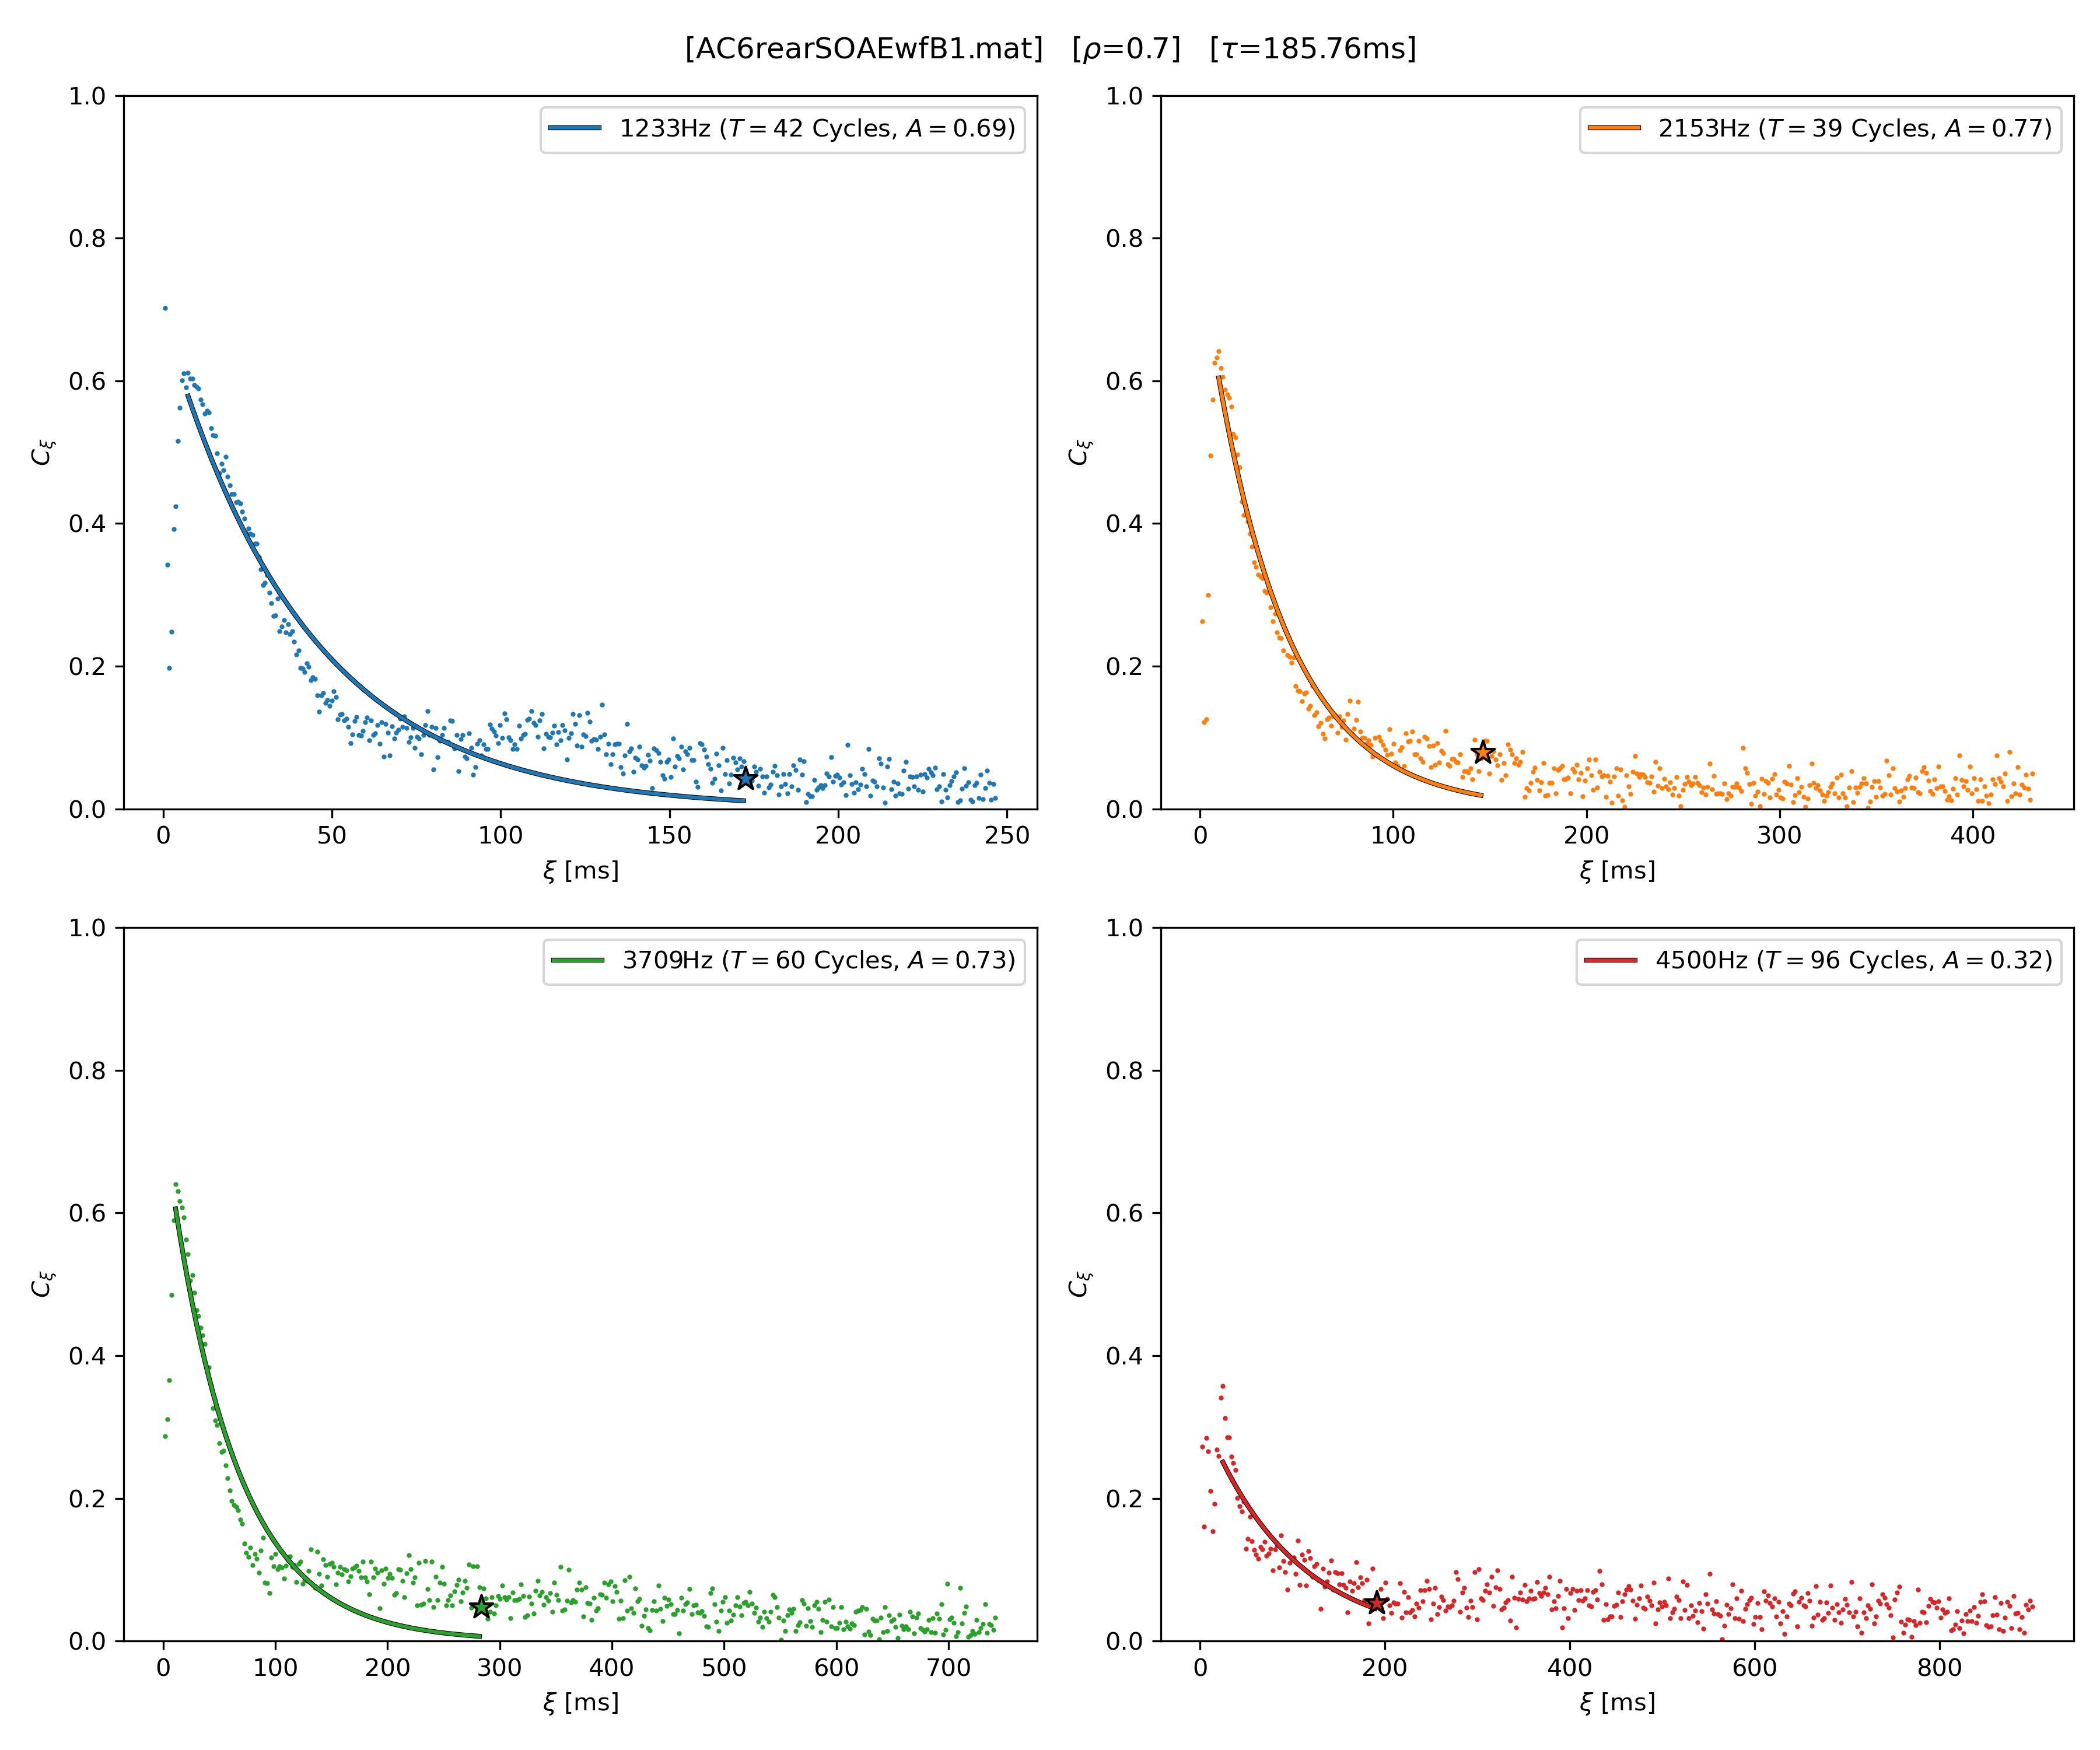 [AC6rearSOAEwfB1.mat]   [ρ=0.7]   [τ=185.76ms]
1233Hz (T = 42 Cycles, A = 0.69)
1.0
0.8
0.6
0.4
0.2
0.0
C_ξ
0 50 100 150 200 250
ξ [ms]
2153Hz (T = 39 Cycles, A = 0.77)
1.0
0.8
0.6
0.4
0.2
0.0
C_ξ
0 100 200 300 400
ξ [ms]
3709Hz (T = 60 Cycles, A = 0.73)
1.0
0.8
0.6
0.4
0.2
0.0
C_ξ
0 100 200 300 400 500 600 700
ξ [ms]
4500Hz (T = 96 Cycles, A = 0.32)
1.0
0.8
0.6
0.4
0.2
0.0
C_ξ
0 200 400 600 800
ξ [ms]